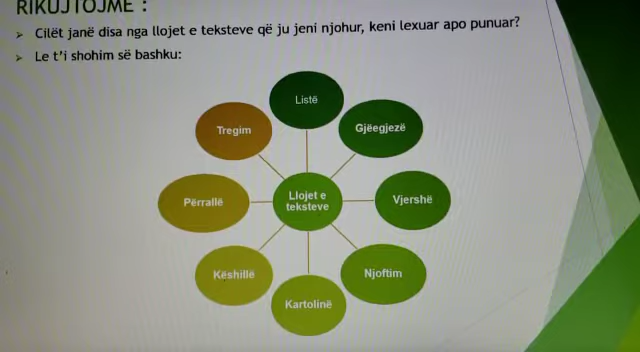 RIKUJTOJMË :
➢ Cilët janë disa nga llojet e teksteve që ju jeni njohur, keni lexuar apo punuar?
➢ Le t'i shohim së bashku:
Listë
Gjëegjezë
Vjershë
Njoftim
Kartolinë
Këshillë
Përrallë
Tregim
Llojet e
teksteve